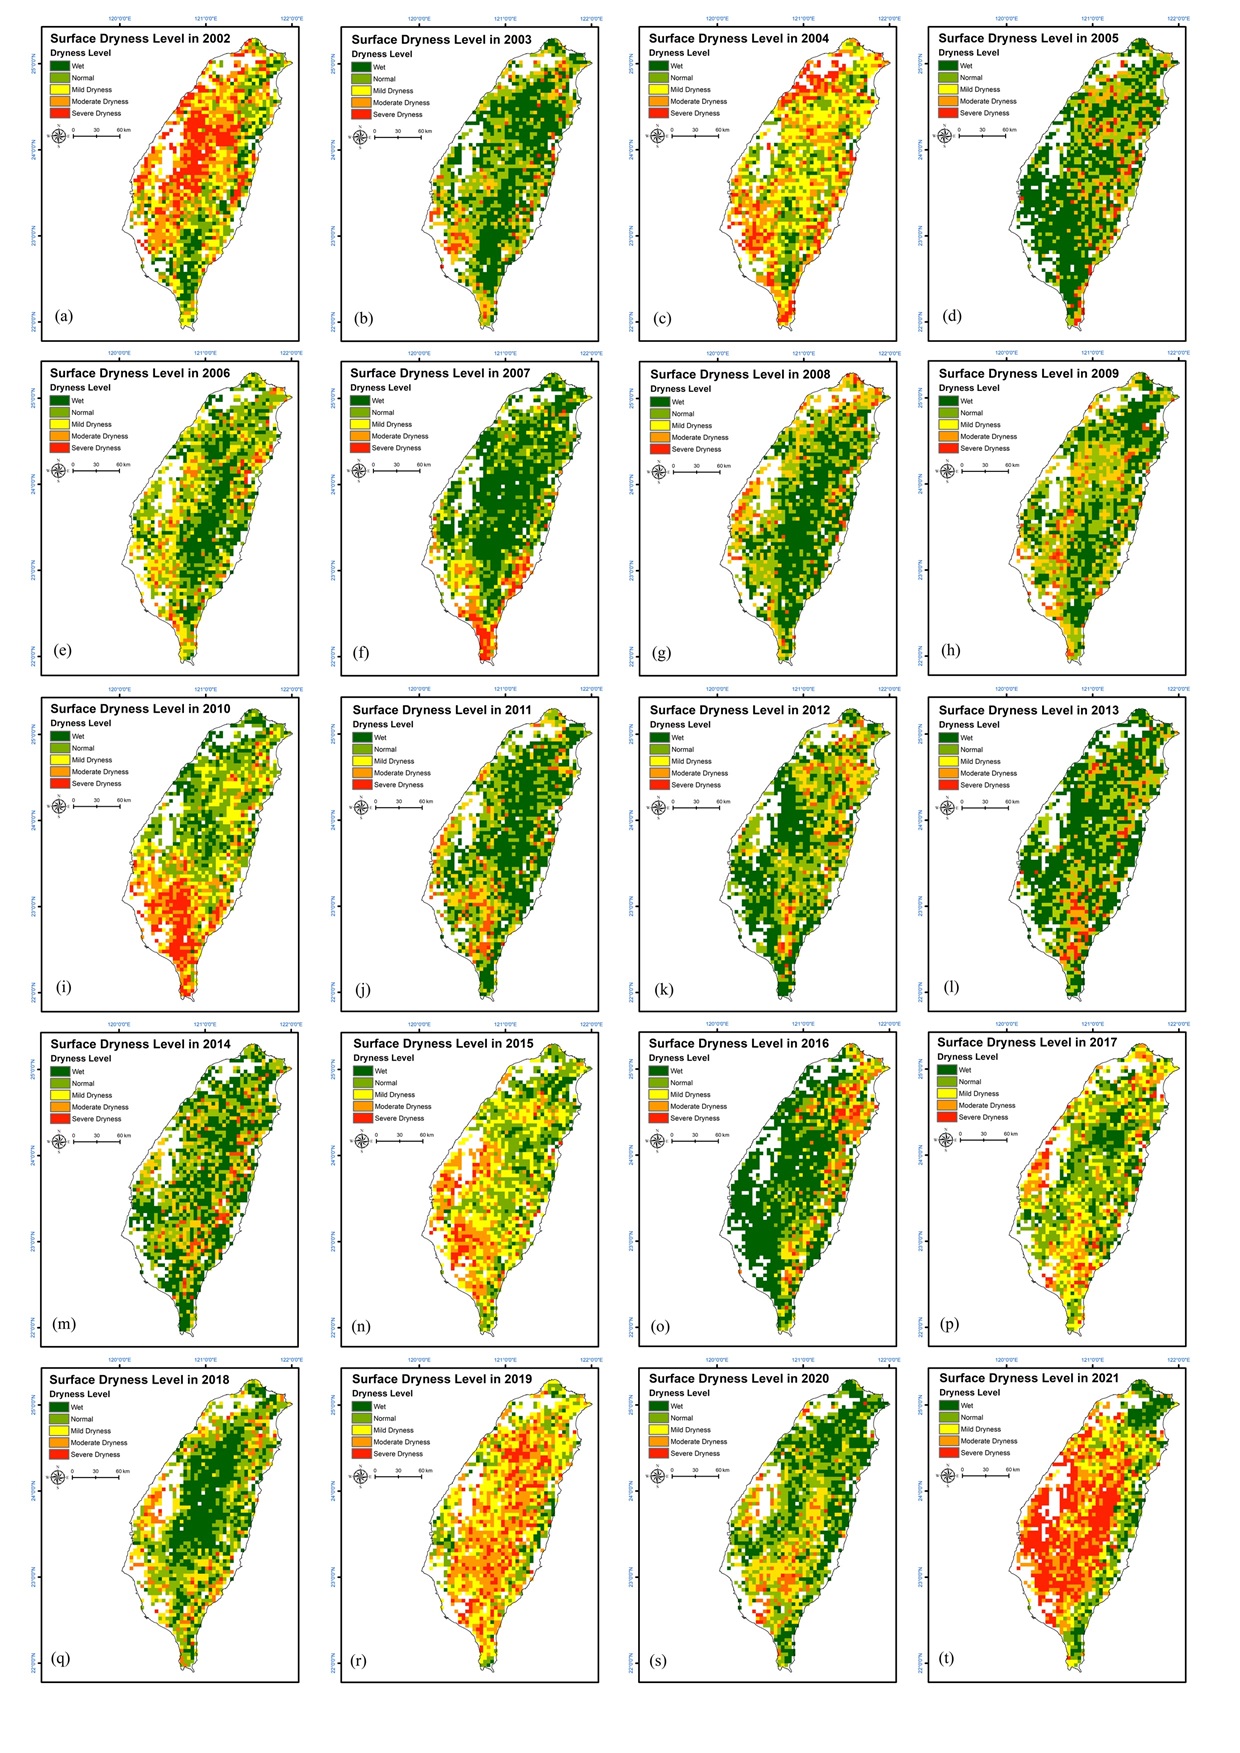 120°0'0"E 121°0'0"E 122°0'0"E
Surface Dryness Level in 2002
Dryness Level
Wet
Normal
Mild Dryness
Moderate Dryness
Severe Dryness
0 30 60 km
25°0'0"N
24°0'0"N
23°0'0"N
22°0'0"N
(a)
120°0'0"E 121°0'0"E 122°0'0"E
Surface Dryness Level in 2003
Dryness Level
Wet
Normal
Mild Dryness
Moderate Dryness
Severe Dryness
0 30 60 km
25°0'0"N
24°0'0"N
23°0'0"N
22°0'0"N
(b)
120°0'0"E 121°0'0"E 122°0'0"E
Surface Dryness Level in 2004
Dryness Level
Wet
Normal
Mild Dryness
Moderate Dryness
Severe Dryness
0 30 60 km
25°0'0"N
24°0'0"N
23°0'0"N
22°0'0"N
(c)
120°0'0"E 121°0'0"E 122°0'0"E
Surface Dryness Level in 2005
Dryness Level
Wet
Normal
Mild Dryness
Moderate Dryness
Severe Dryness
0 30 60 km
25°0'0"N
24°0'0"N
23°0'0"N
22°0'0"N
(d)
120°0'0"E 121°0'0"E 122°0'0"E
Surface Dryness Level in 2006
Dryness Level
Wet
Normal
Mild Dryness
Moderate Dryness
Severe Dryness
0 30 60 km
25°0'0"N
24°0'0"N
23°0'0"N
22°0'0"N
(e)
120°0'0"E 121°0'0"E 122°0'0"E
Surface Dryness Level in 2007
Dryness Level
Wet
Normal
Mild Dryness
Moderate Dryness
Severe Dryness
0 30 60 km
25°0'0"N
24°0'0"N
23°0'0"N
22°0'0"N
(f)
120°0'0"E 121°0'0"E 122°0'0"E
Surface Dryness Level in 2008
Dryness Level
Wet
Normal
Mild Dryness
Moderate Dryness
Severe Dryness
0 30 60 km
25°0'0"N
24°0'0"N
23°0'0"N
22°0'0"N
(g)
120°0'0"E 121°0'0"E 122°0'0"E
Surface Dryness Level in 2009
Dryness Level
Wet
Normal
Mild Dryness
Moderate Dryness
Severe Dryness
0 30 60 km
25°0'0"N
24°0'0"N
23°0'0"N
22°0'0"N
(h)
120°0'0"E 121°0'0"E 122°0'0"E
Surface Dryness Level in 2010
Dryness Level
Wet
Normal
Mild Dryness
Moderate Dryness
Severe Dryness
0 30 60 km
25°0'0"N
24°0'0"N
23°0'0"N
22°0'0"N
(i)
120°0'0"E 121°0'0"E 122°0'0"E
Surface Dryness Level in 2011
Dryness Level
Wet
Normal
Mild Dryness
Moderate Dryness
Severe Dryness
0 30 60 km
25°0'0"N
24°0'0"N
23°0'0"N
22°0'0"N
(j)
120°0'0"E 121°0'0"E 122°0'0"E
Surface Dryness Level in 2012
Dryness Level
Wet
Normal
Mild Dryness
Moderate Dryness
Severe Dryness
0 30 60 km
25°0'0"N
24°0'0"N
23°0'0"N
22°0'0"N
(k)
120°0'0"E 121°0'0"E 122°0'0"E
Surface Dryness Level in 2013
Dryness Level
Wet
Normal
Mild Dryness
Moderate Dryness
Severe Dryness
0 30 60 km
25°0'0"N
24°0'0"N
23°0'0"N
22°0'0"N
(l)
120°0'0"E 121°0'0"E 122°0'0"E
Surface Dryness Level in 2014
Dryness Level
Wet
Normal
Mild Dryness
Moderate Dryness
Severe Dryness
0 30 60 km
25°0'0"N
24°0'0"N
23°0'0"N
22°0'0"N
(m)
120°0'0"E 121°0'0"E 122°0'0"E
Surface Dryness Level in 2015
Dryness Level
Wet
Normal
Mild Dryness
Moderate Dryness
Severe Dryness
0 30 60 km
25°0'0"N
24°0'0"N
23°0'0"N
22°0'0"N
(n)
120°0'0"E 121°0'0"E 122°0'0"E
Surface Dryness Level in 2016
Dryness Level
Wet
Normal
Mild Dryness
Moderate Dryness
Severe Dryness
0 30 60 km
25°0'0"N
24°0'0"N
23°0'0"N
22°0'0"N
(o)
120°0'0"E 121°0'0"E 122°0'0"E
Surface Dryness Level in 2017
Dryness Level
Wet
Normal
Mild Dryness
Moderate Dryness
Severe Dryness
0 30 60 km
25°0'0"N
24°0'0"N
23°0'0"N
22°0'0"N
(p)
120°0'0"E 121°0'0"E 122°0'0"E
Surface Dryness Level in 2018
Dryness Level
Wet
Normal
Mild Dryness
Moderate Dryness
Severe Dryness
0 30 60 km
25°0'0"N
24°0'0"N
23°0'0"N
22°0'0"N
(q)
120°0'0"E 121°0'0"E 122°0'0"E
Surface Dryness Level in 2019
Dryness Level
Wet
Normal
Mild Dryness
Moderate Dryness
Severe Dryness
0 30 60 km
25°0'0"N
24°0'0"N
23°0'0"N
22°0'0"N
(r)
120°0'0"E 121°0'0"E 122°0'0"E
Surface Dryness Level in 2020
Dryness Level
Wet
Normal
Mild Dryness
Moderate Dryness
Severe Dryness
0 30 60 km
25°0'0"N
24°0'0"N
23°0'0"N
22°0'0"N
(s)
120°0'0"E 121°0'0"E 122°0'0"E
Surface Dryness Level in 2021
Dryness Level
Wet
Normal
Mild Dryness
Moderate Dryness
Severe Dryness
0 30 60 km
25°0'0"N
24°0'0"N
23°0'0"N
22°0'0"N
(t)